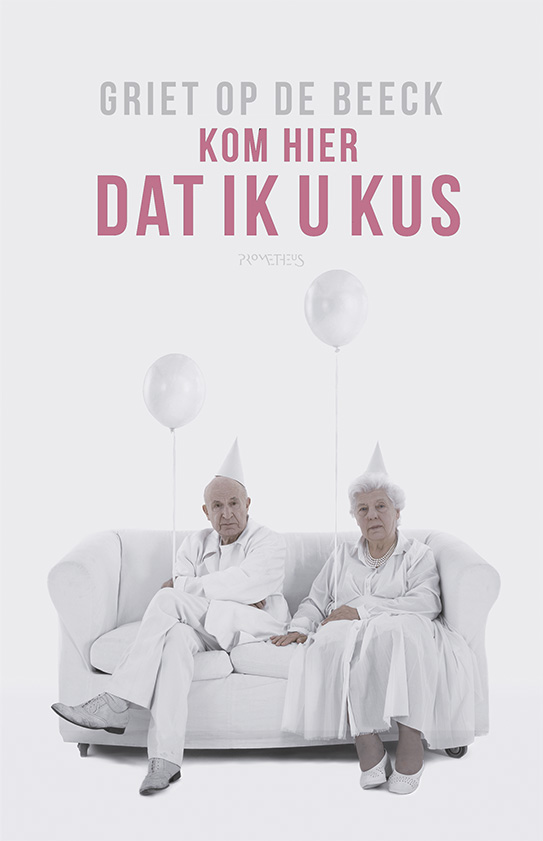 GRIET OP DE BEECK
KOM HIER
DAT IK U KUS
PROMETHEUS